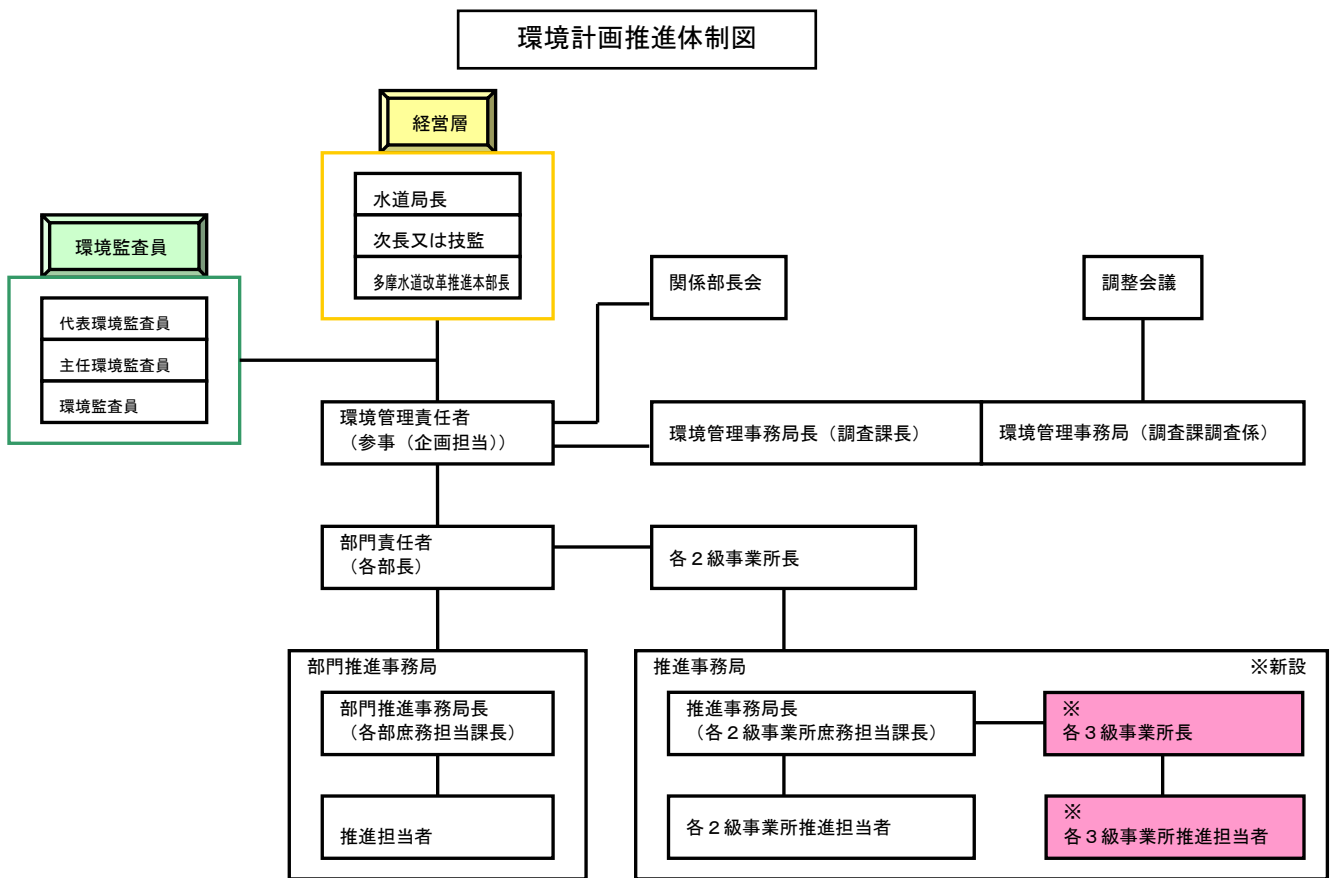 環境計画推進体制図
経営層
水道局長
次長又は技監
多摩水道改革推進本部長
環境監査員
代表環境監査員
主任環境監査員
環境監査員
関係部長会
調整会議
環境管理責任者
(参事(企画担当))
環境管理事務局長(調査課長)
環境管理事務局(調査課調査係)
部門責任者
(各部長)
各2級事業所長
部門推進事務局
部門推進事務局長
(各部庶務担当課長)
推進担当者
推進事務局
※新設
推進事務局長
(各2級事業所庶務担当課長)
※
各3級事業所長
各2級事業所推進担当者
※
各3級事業所推進担当者